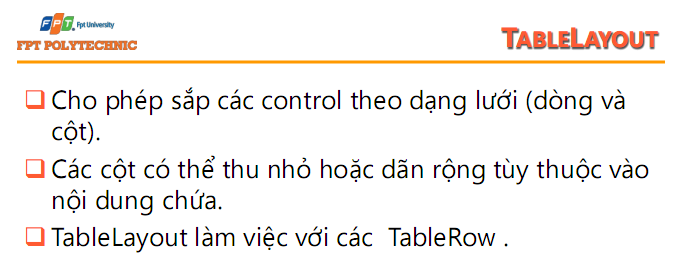 FPT. Fpt University
FPT POLYTECHNIC
TABLELAYOUT
Cho phép sắp các control theo dạng lưới (dòng và
cột).
Các cột có thể thu nhỏ hoặc dãn rộng tùy thuộc vào
nội dung chứa.
TableLayout làm việc với các  TableRow .